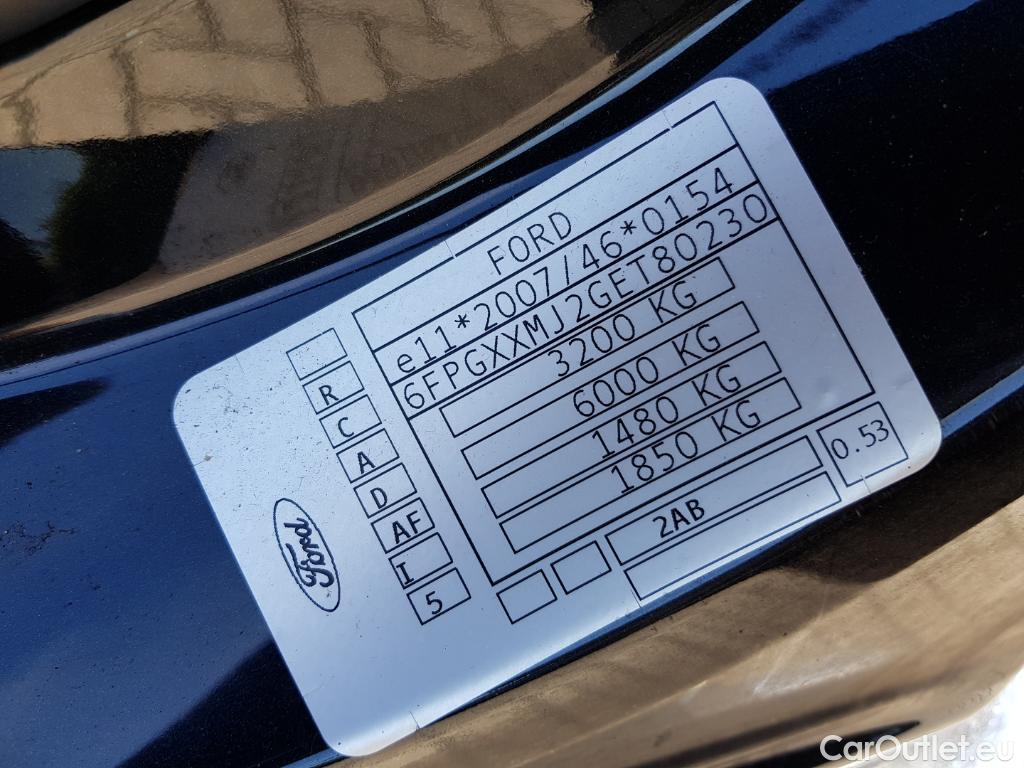 FORD
e11*2007/46*0154
6FPGXXMJ2GET80230
3200 KG
6000 KG
1480 KG
1850 KG
R
C
A
D
AF
I
5
Ford
2AB
0.53
CarOutlet.eu